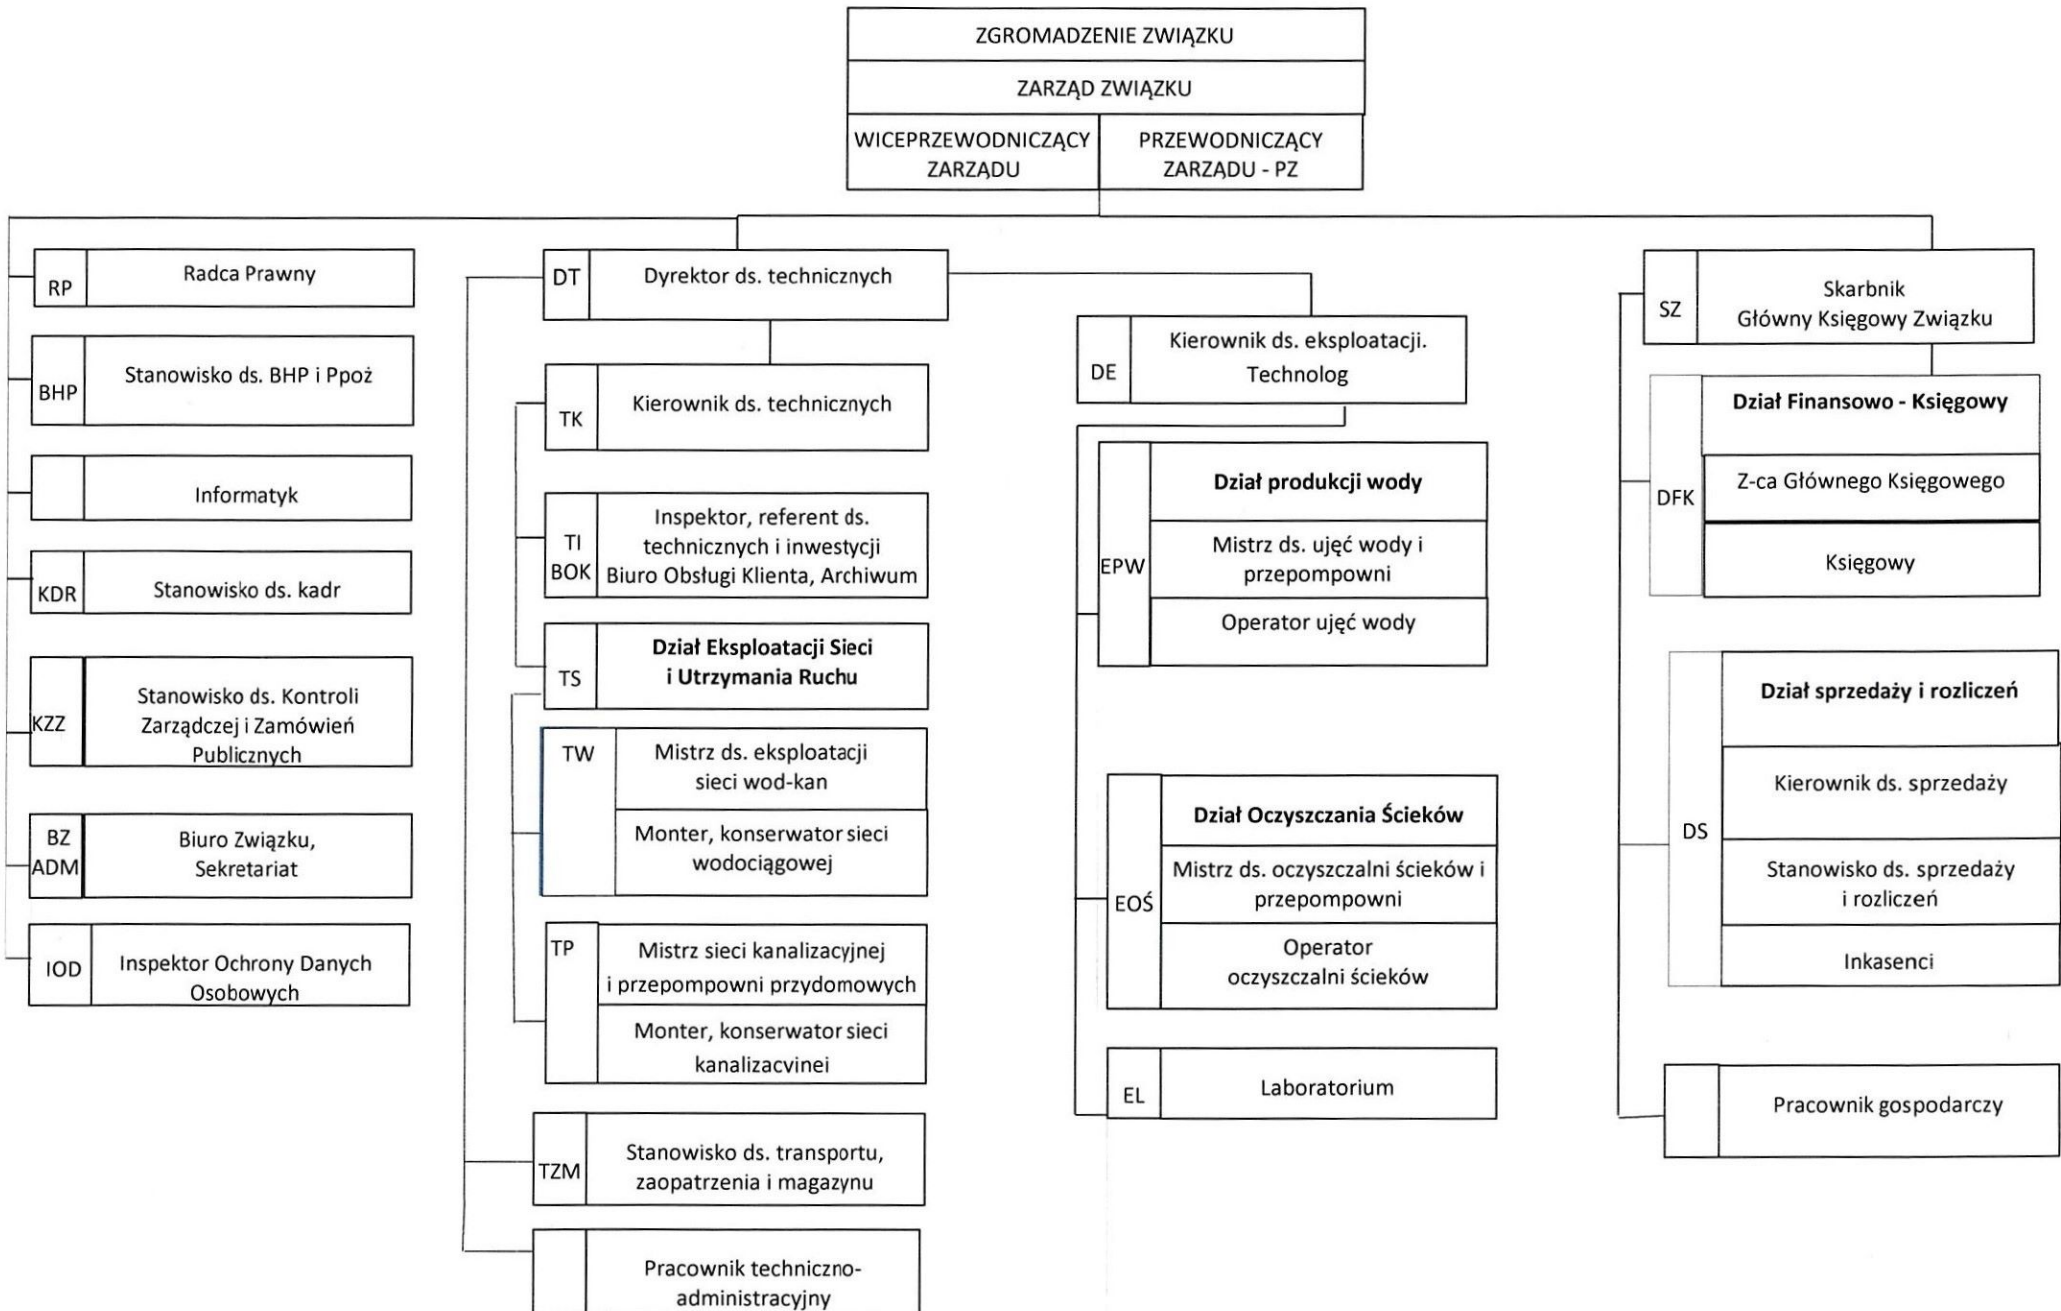 ZGROMADZENIE ZWIĄZKU
ZARZĄD ZWIĄZKU
WICEPRZEWODNICZĄCY
ZARZĄDU
PRZEWODNICZĄCY
ZARZĄDU - PZ
RP
Radca Prawny
BHP
Stanowisko ds. BHP i Ppoż
Informatyk
KDR
Stanowisko ds. kadr
KZZ
Stanowisko ds. Kontroli
Zarządczej i Zamówień
Publicznych
BZ
ADM
Biuro Związku,
Sekretariat
IOD
Inspektor Ochrony Danych
Osobowych
DT
Dyrektor ds. technicznych
TK
Kierownik ds. technicznych
TI
BOK
Inspektor, referent ds.
technicznych i inwestycji
Biuro Obsługi Klienta, Archiwum
TS
Dział Eksploatacji Sieci
i Utrzymania Ruchu
TW
Mistrz ds. eksploatacji
sieci wod-kan
Monter, konserwator sieci
wodociągowej
TP
Mistrz sieci kanalizacyjnej
i przepompowni przydomowych
Monter, konserwator sieci
kanalizacvinei
TZM
Stanowisko ds. transportu,
zaopatrzenia i magazynu
Pracownik techniczno-
administracyjny
DE
Kierownik ds. eksploatacji.
Technolog
EPW
Dział produkcji wody
Mistrz ds. ujęć wody i
przepompowni
Operator ujęć wody
EOŚ
Dział Oczyszczania Ścieków
Mistrz ds. oczyszczalni ścieków i
przepompowni
Operator
oczyszczalni ścieków
EL
Laboratorium
SZ
Skarbnik
Główny Księgowy Związku
DFK
Dział Finansowo - Księgowy
Z-ca Głównego Księgowego
Księgowy
DS
Dział sprzedaży i rozliczeń
Kierownik ds. sprzedaży
Stanowisko ds. sprzedaży
i rozliczeń
Inkasenci
Pracownik gospodarczy